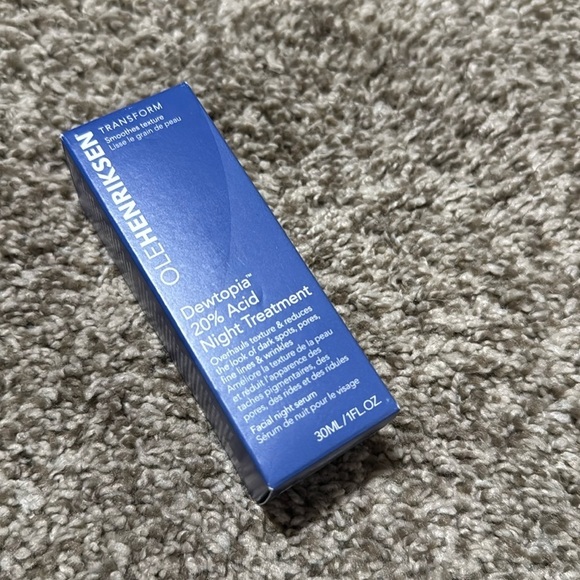 OLEHENRIKSEN
TRANSFORM
Smoothes texture
Lisse le grain de peau
Dewtopia™
20% Acid
Night Treatment
Overhauls texture & reduces
the look of dark spots, pores,
fine lines & wrinkles
Améliore la texture de la peau
et réduit l'apparence des
taches pigmentaires, des
pores, des rides et des ridules
Facial night serum
Sérum de nuit pour le visage
30ML/1FL.OZ